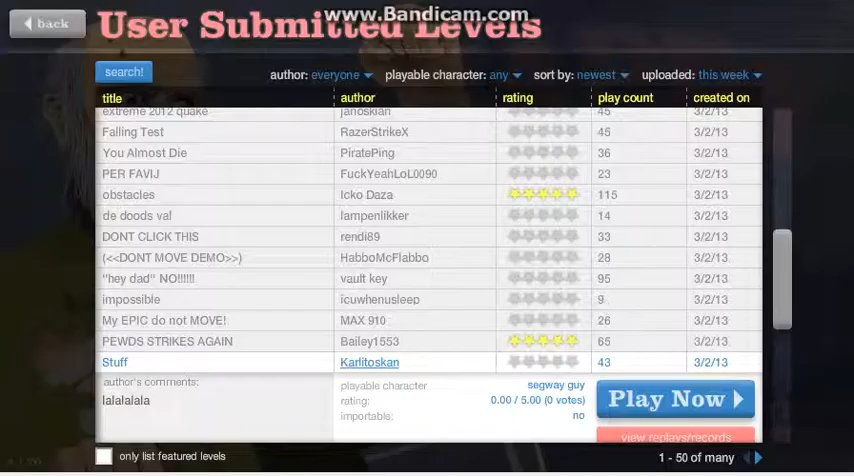 www.Bandicam.com
back
User Submitted Levels
search! author: everyone playable character: any sort by: newest uploaded: this week
title author rating play count created on
extreme 2012 quake janoskian 45 3/2/13
Falling Test RazerStrikeX 45 3/2/13
You Almost Die PiratePing 36 3/2/13
PER FAVIJ FuckYeahLoL0090 23 3/2/13
obstacles Icko Daza 115 3/2/13
de doods val lampenlikker 14 3/2/13
DONT CLICK THIS rendi89 33 3/2/13
(<<DONT MOVE DEMO>>) HabboMcFlabbo 28 3/2/13
"hey dad" NO!!!!!! vault key 95 3/2/13
impossible icuwhenusleep 9 3/2/13
My EPIC do not MOVE! MAX 910 26 3/2/13
PEWDS STRIKES AGAIN Bailey1553 65 3/2/13
Stuff Karlitoskan 43 3/2/13
author's comments:
lalalalala
playable character segway guy
rating: 0.00 / 5.00 (0 votes)
importable: no
Play Now
view replays/records
only list featured levels
1 - 50 of many